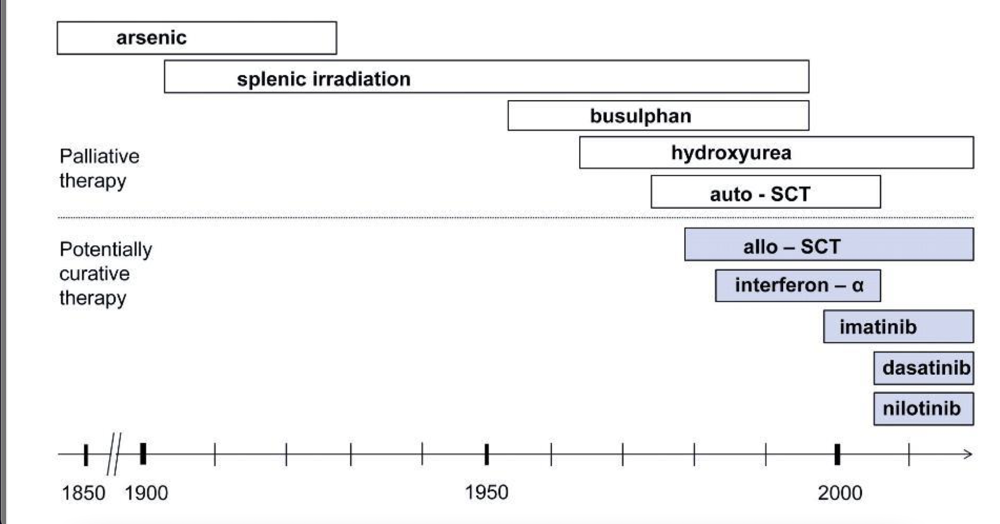 arsenic
splenic irradiation
busulphan
hydroxyurea
auto - SCT
Palliative
therapy
allo – SCT
interferon – α
imatinib
dasatinib
nilotinib
Potentially
curative
therapy
1850 1900 1950 2000